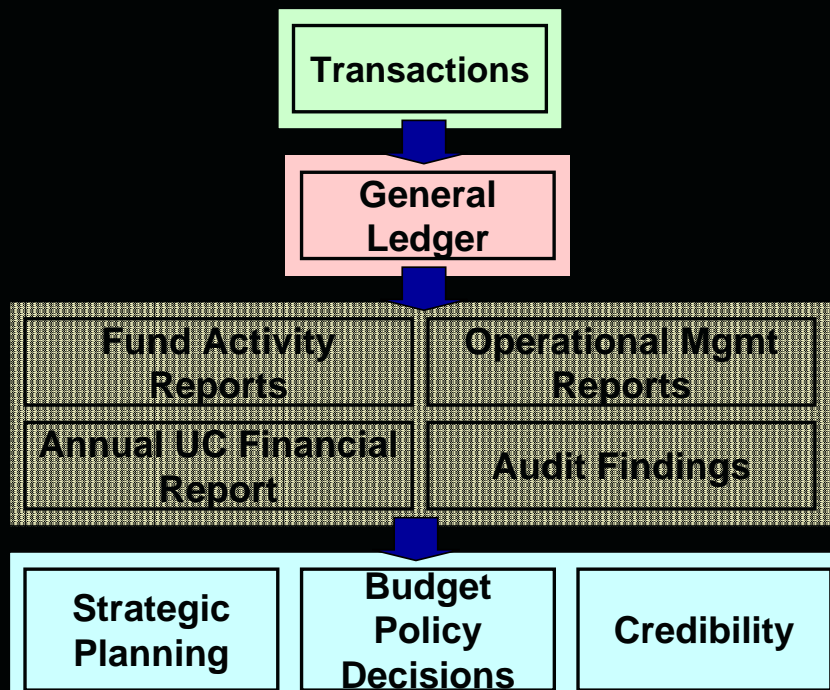 Transactions
General
Ledger
Fund Activity
Reports
Operational Mgmt
Reports
Annual UC Financial
Report
Audit Findings
Strategic
Planning
Budget
Policy
Decisions
Credibility